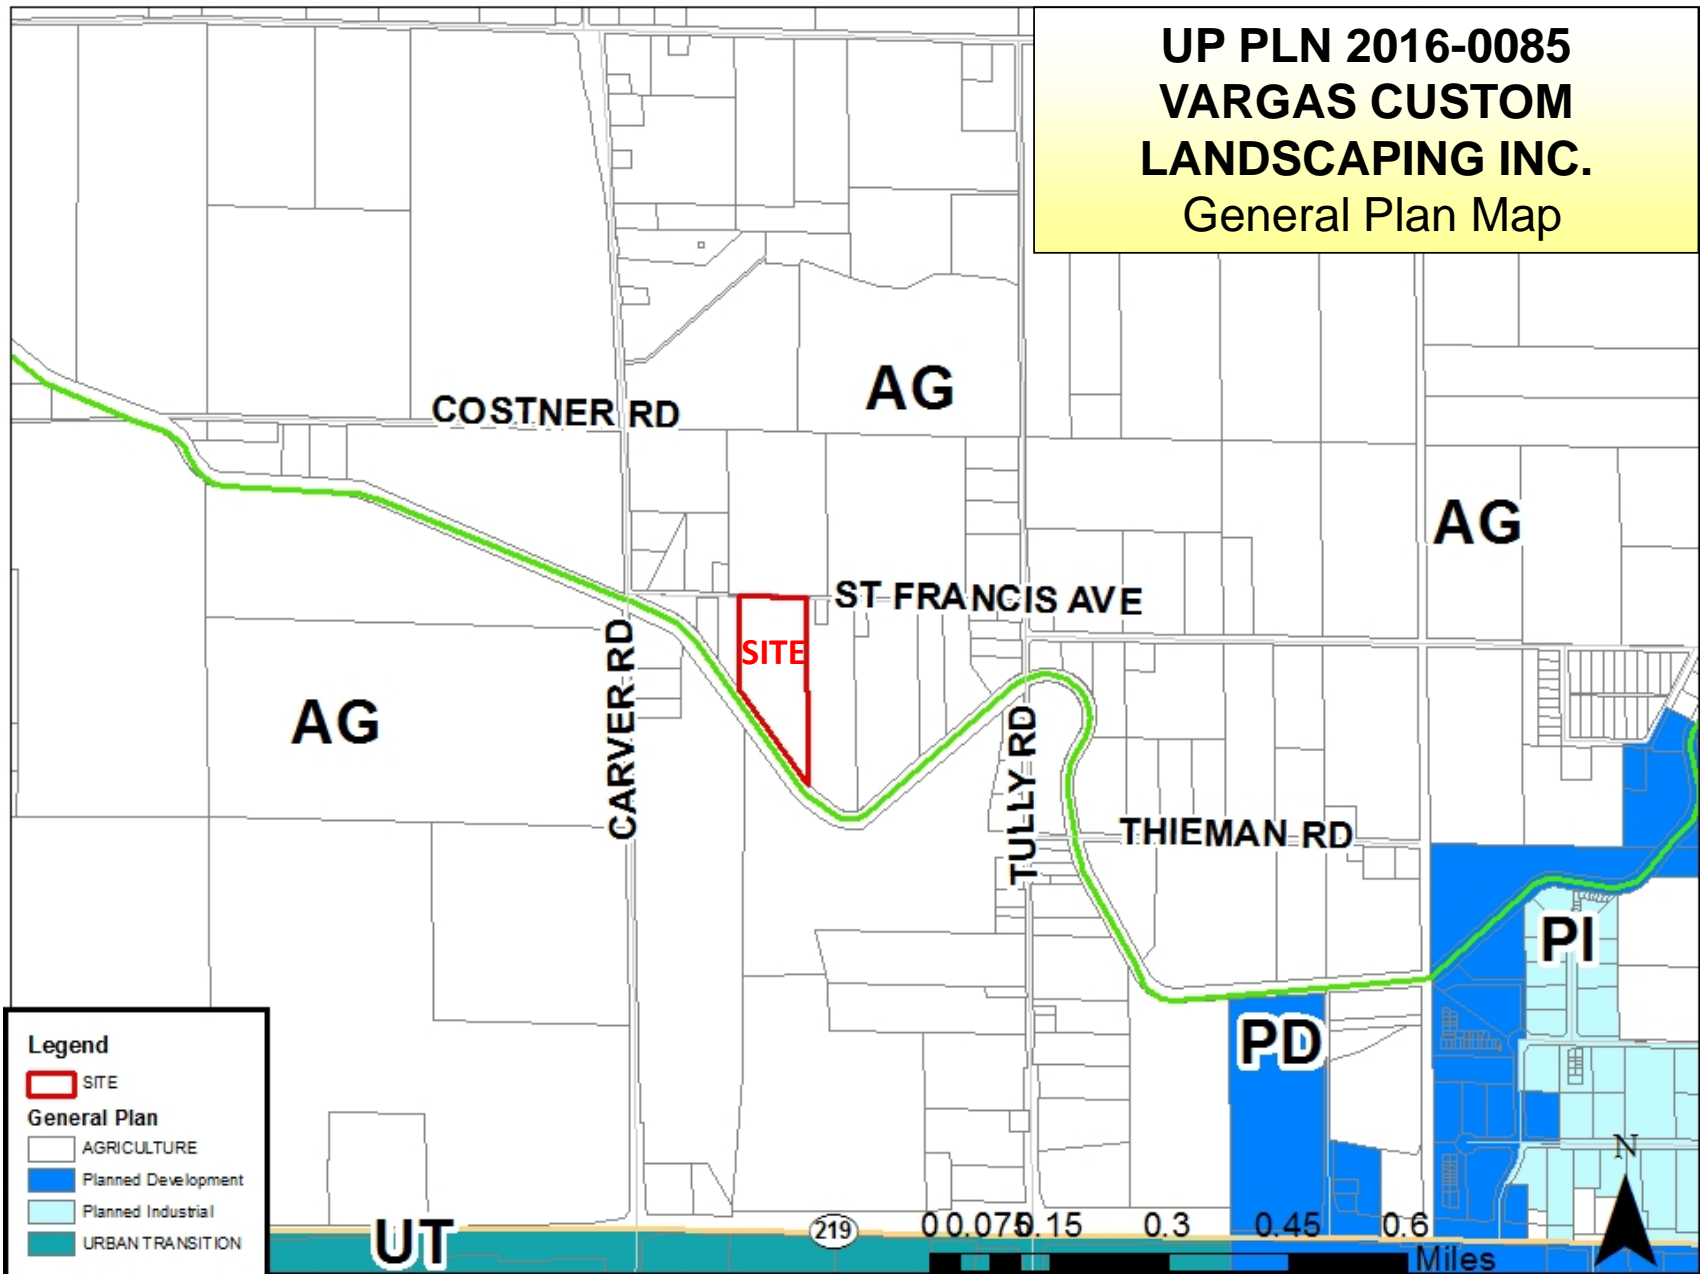 UP PLN 2016-0085
VARGAS CUSTOM
LANDSCAPING INC.
General Plan Map
AG
COSTNER RD
AG
ST FRANCIS AVE
SITE
CARVER RD
AG
TULLY RD
THIEMAN RD
PI
PD
Legend
SITE
General Plan
AGRICULTURE
Planned Development
Planned Industrial
URBAN TRANSITION
UT
219
0 0.075 0.15 0.3 0.45 0.6
Miles
N